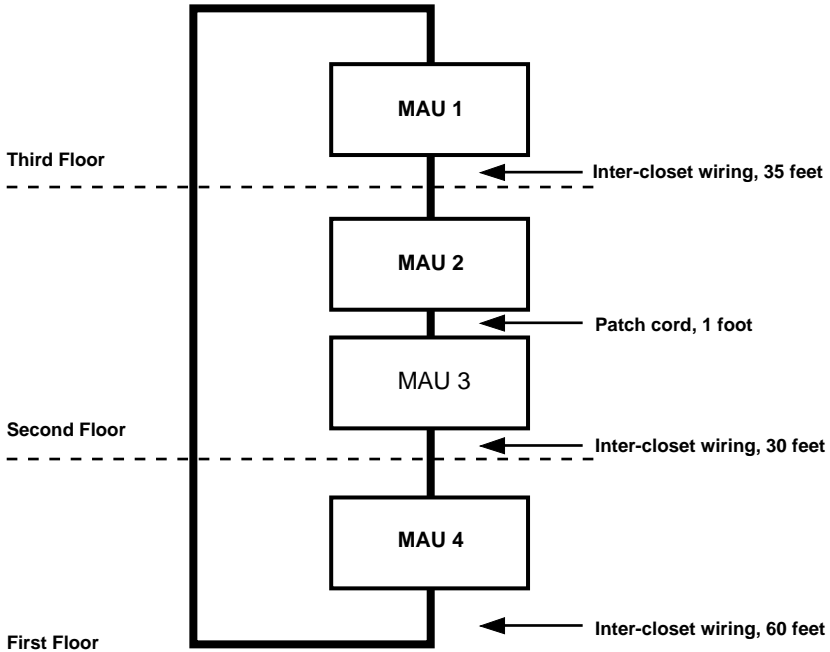 MAU 1
Third Floor
Inter-closet wiring, 35 feet
MAU 2
Patch cord, 1 foot
MAU 3
Second Floor
Inter-closet wiring, 30 feet
MAU 4
Inter-closet wiring, 60 feet
First Floor